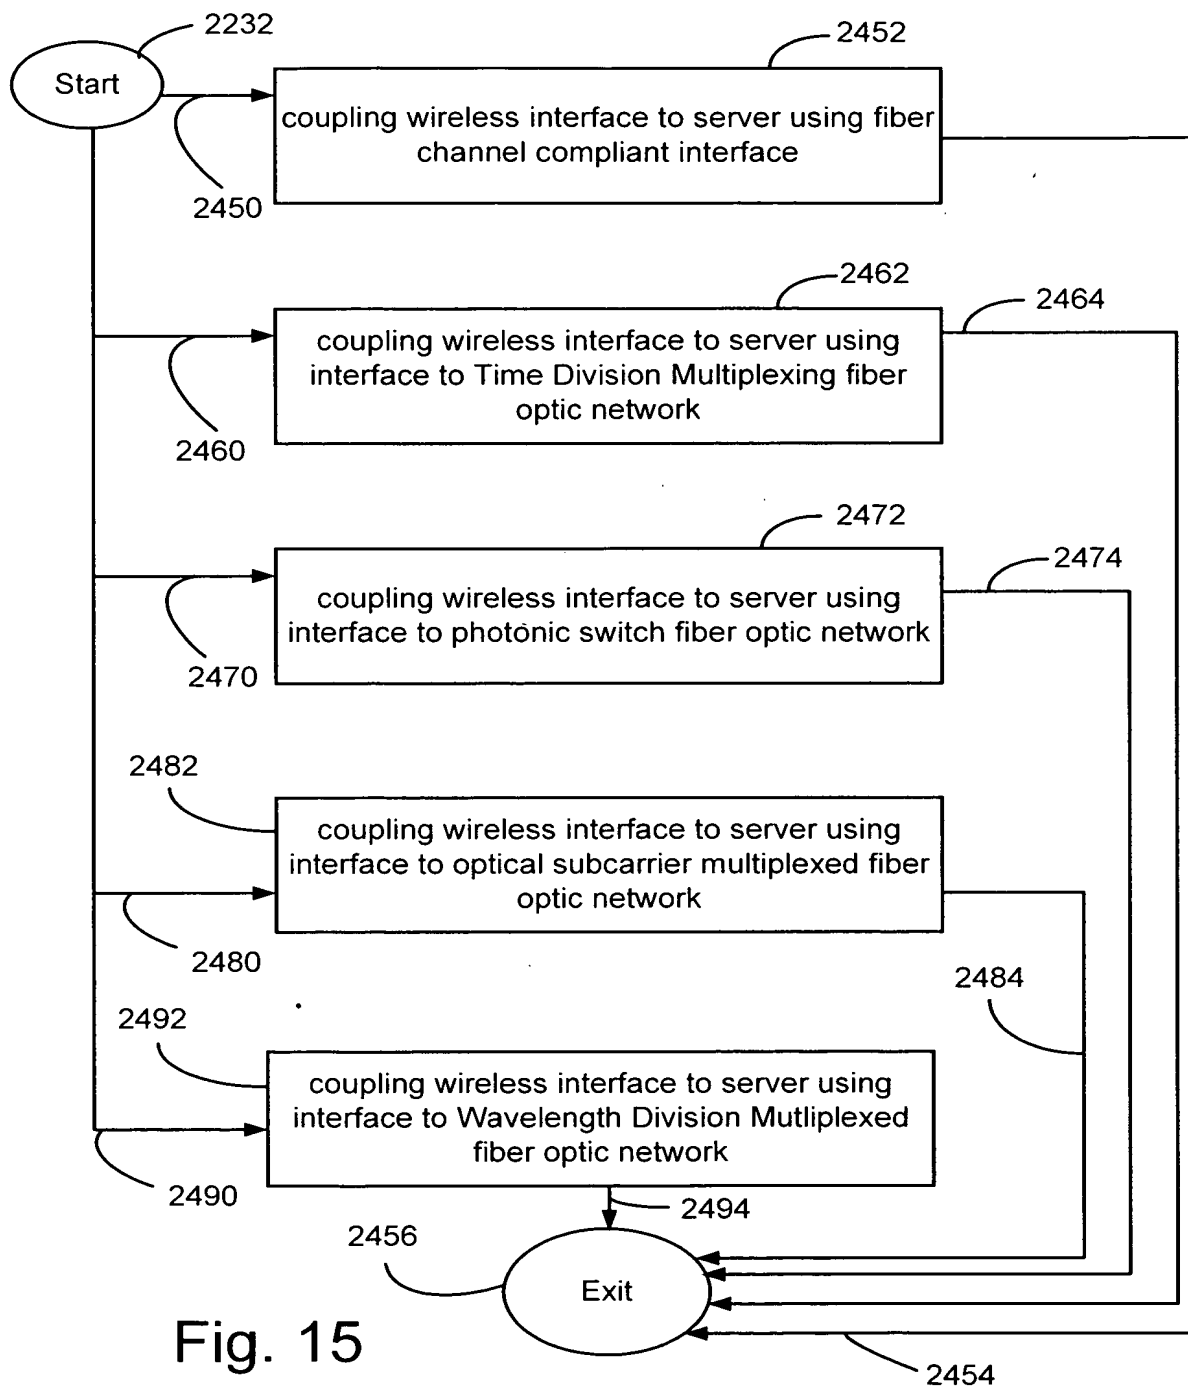 2232
Start
2452
coupling wireless interface to server using fiber
channel compliant interface
2450
2462
2464
coupling wireless interface to server using
interface to Time Division Multiplexing fiber
optic network
2460
2472
2474
coupling wireless interface to server using
interface to photonic switch fiber optic network
2470
2482
coupling wireless interface to server using
interface to optical subcarrier multiplexed fiber
optic network
2480
2484
2492
coupling wireless interface to server using
interface to Wavelength Division Mutliplexed
fiber optic network
2490
2494
2456
Exit
Fig. 15
2454